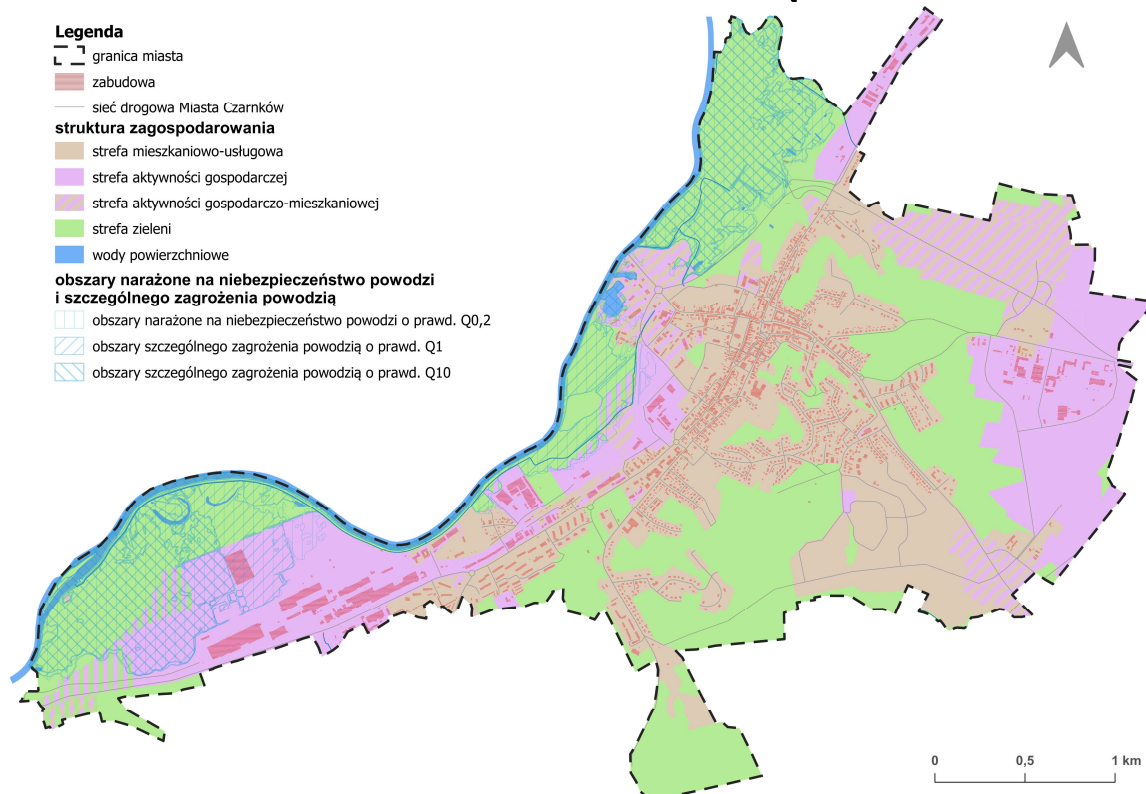 Legenda
granica miasta
zabudowa
sieć drogowa Miasta Czarnków
struktura zagospodarowania
strefa mieszkaniowo-usługowa
strefa aktywności gospodarczej
strefa aktywności gospodarczo-mieszkaniowej
strefa zieleni
wody powierzchniowe
obszary narażone na niebezpieczeństwo powodzi
i szczególnego zagrożenia powodzią
obszary narażone na niebezpieczeństwo powodzi o prawd. Q0,2
obszary szczególnego zagrożenia powodzią o prawd. Q1
obszary szczególnego zagrożenia powodzią o prawd. Q10
0 0,5 1 km